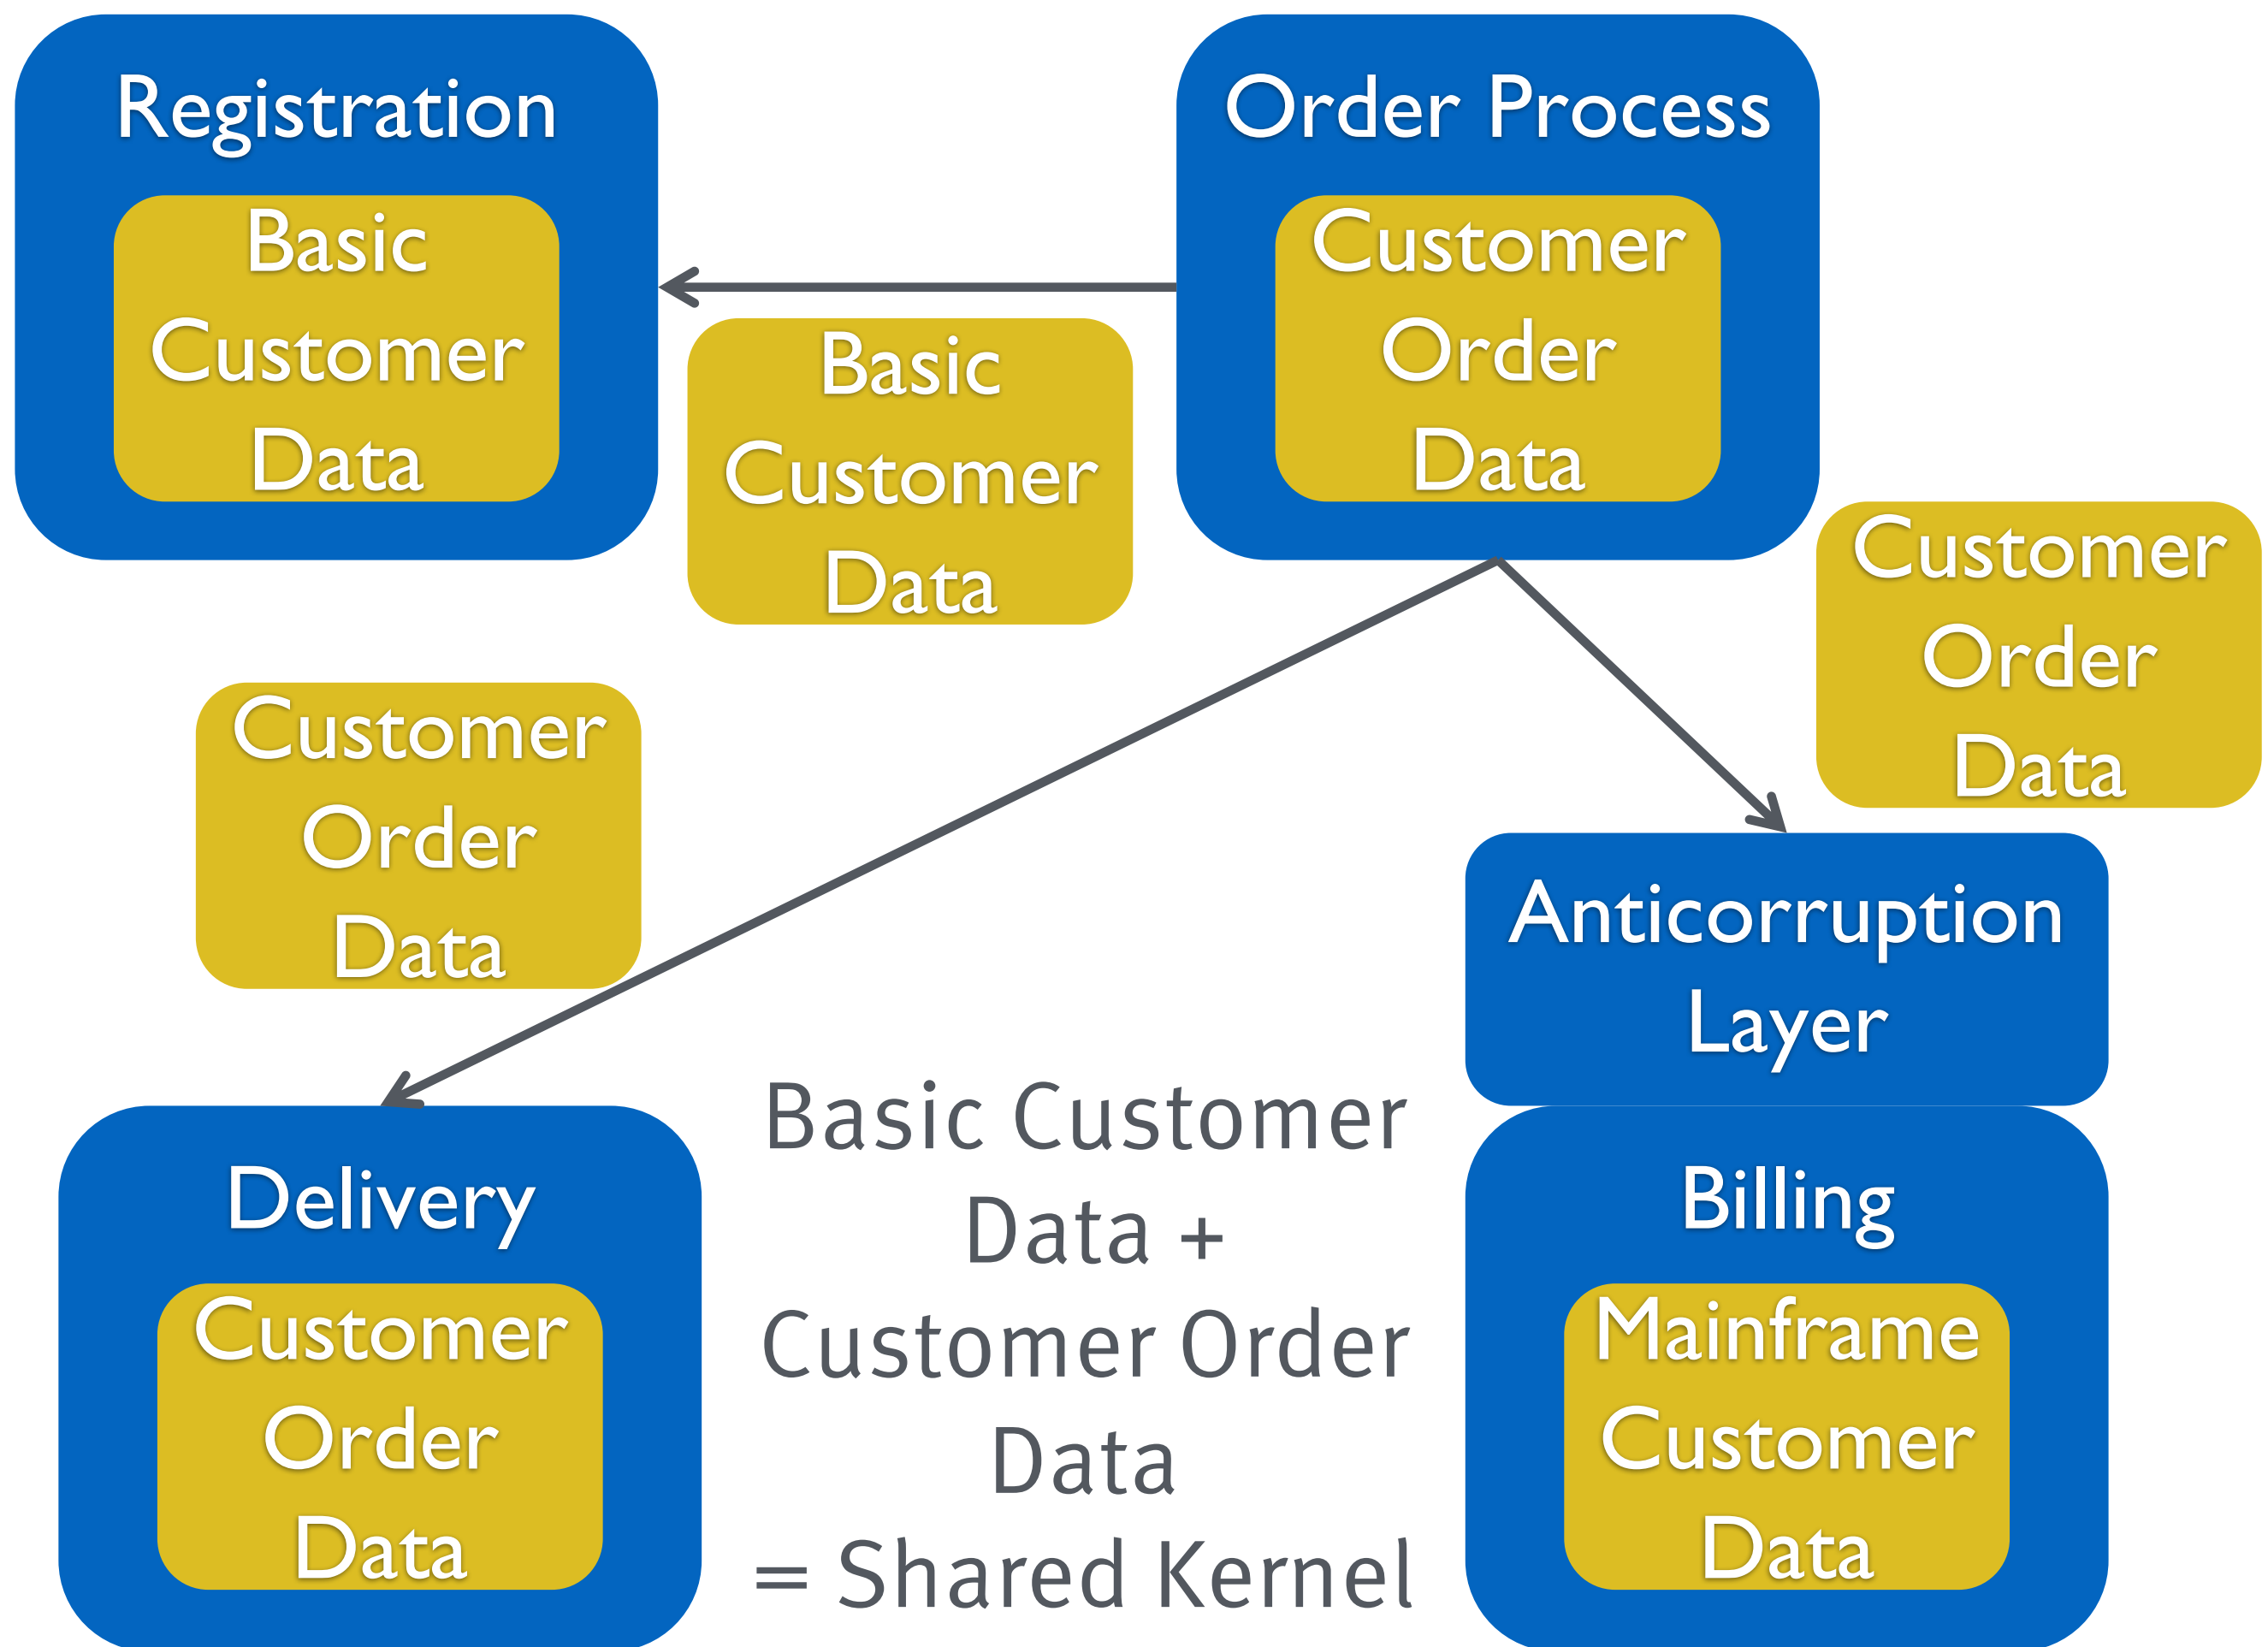 Registration
Basic
Customer
Data
Order Process
Customer
Order
Data
Basic
Customer
Data
Customer
Order
Data
Customer
Order
Data
Anticorruption
Layer
Delivery
Customer
Order
Data
Basic Customer
Data +
Customer Order
Data
= Shared Kernel
Billing
Mainframe
Customer
Data